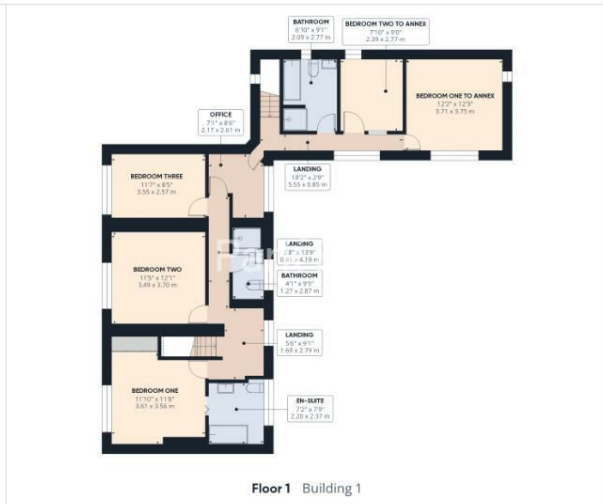 BATHROOM
6'10" x 9'1"
2.09 x 2.77 m
BEDROOM TWO TO ANNEX
7'10" x 9'0"
2.39 x 2.77 m
BEDROOM ONE TO ANNEX
12'2" x 12'3"
3.71 x 3.75 m
OFFICE
7'1" x 8'6"
2.17 x 2.61 m
LANDING
18'2" x 2'9"
5.55 x 0.85 m
BEDROOM THREE
11'7" x 8'5"
3.55 x 2.57 m
LANDING
x 13'9"
x 4.19 m
BEDROOM TWO
11'5" x 12'1"
3.49 x 3.70 m
BATHROOM
4'1" x 9'5"
1.27 x 2.87 m
LANDING
5'6" x 9'1"
1.69 x 2.79 m
BEDROOM ONE
11'10" x 11'8"
3.61 x 3.56 m
EN-SUITE
7'2" x 7'9"
2.20 x 2.37 m
Floor 1 Building 1